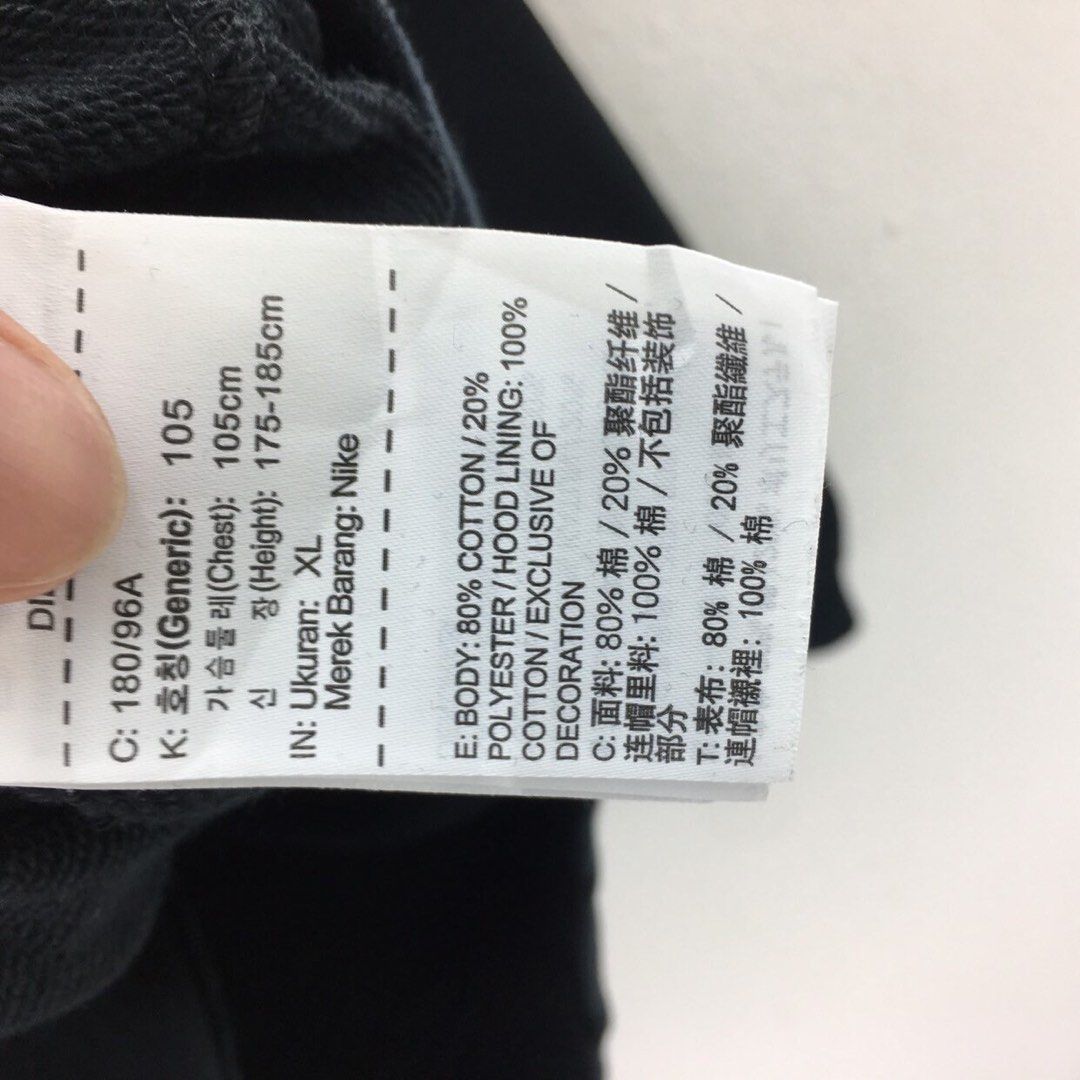 C: 180/96A
K: 호칭(Generic): 105
가슴둘레(Chest): 105cm
신 장(Height): 175-185cm
IN: Ukuran: XL
Merek Barang: Nike
E: BODY: 80% COTTON / 20%
POLYESTER / HOOD LINING: 100%
COTTON / EXCLUSIVE OF
DECORATION
C: 面料: 80% 棉 / 20% 聚酯纤维 /
连帽里料: 100% 棉 / 不包括装饰
部分
T: 表布: 80% 棉 / 20% 聚酯纖維 /
連帽襯裡: 100% 棉